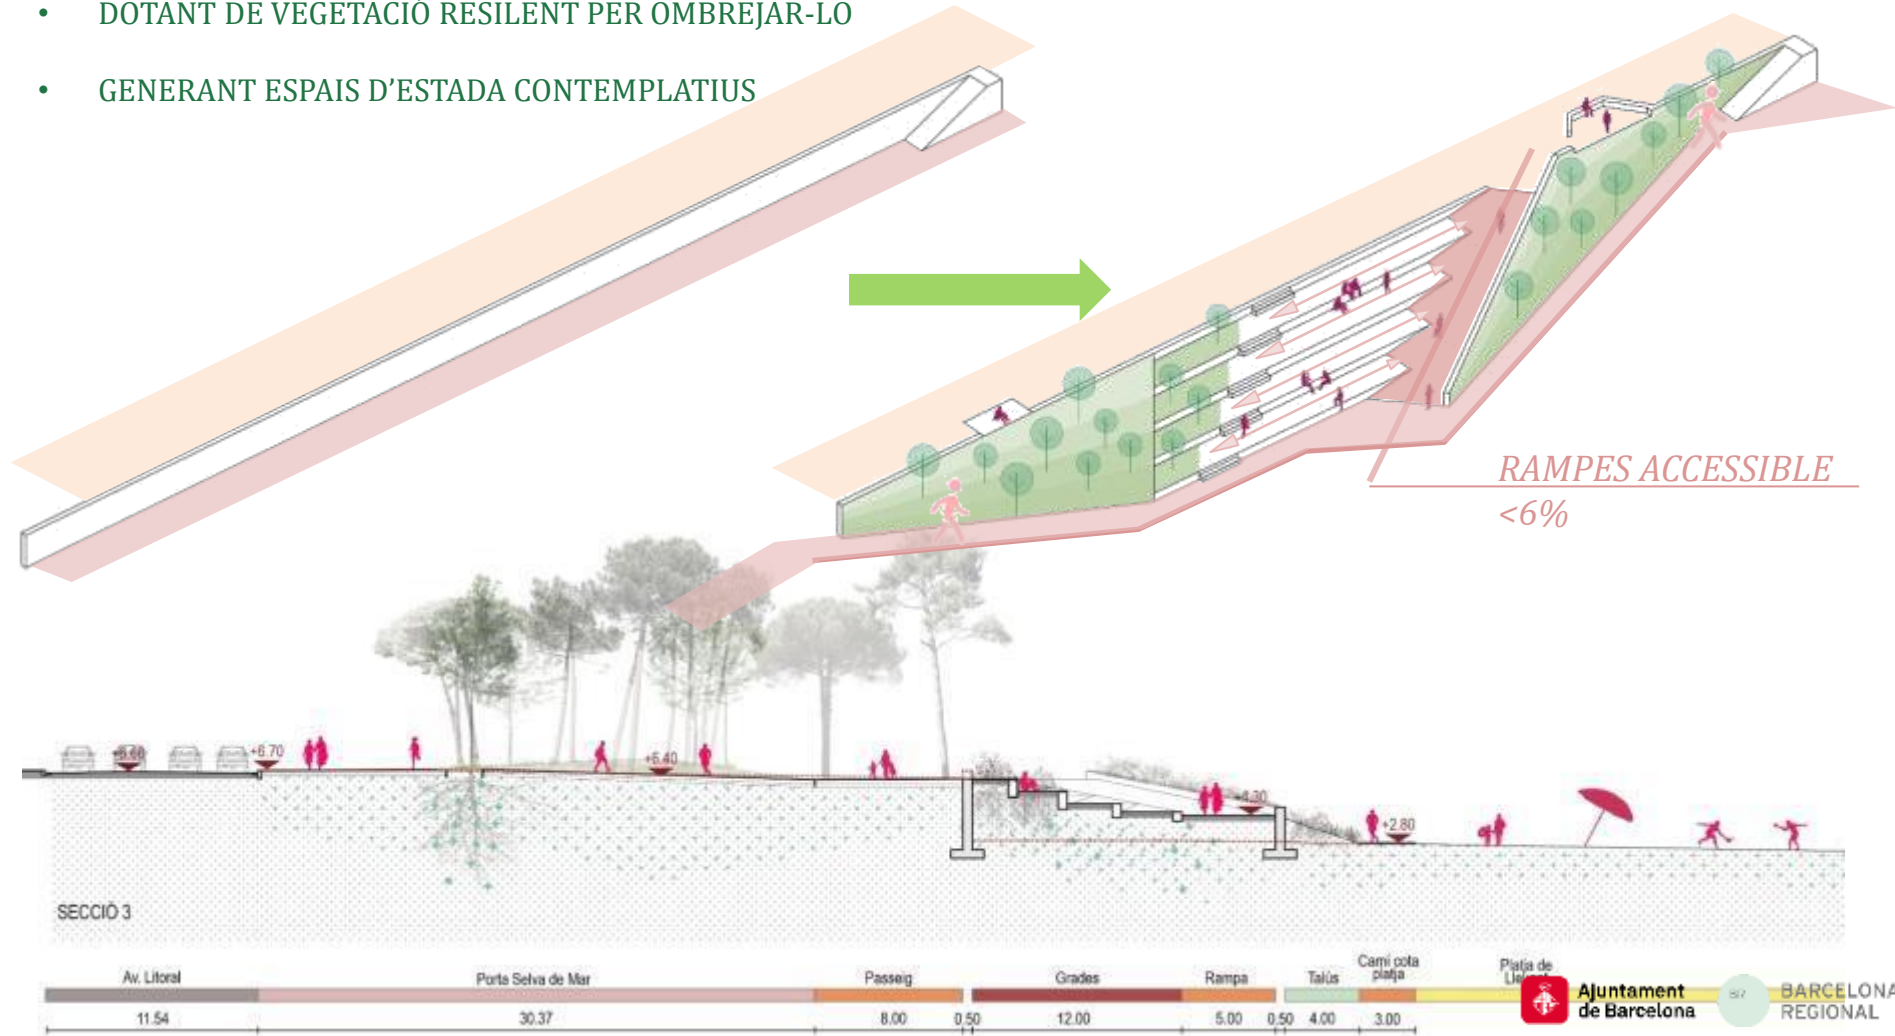 • DOTANT DE VEGETACIÓ RESILENT PER OMBREJAR-LO
• GENERANT ESPAIS D'ESTADA CONTEMPLATIUS
RAMPES ACCESSIBLE
<6%
+6.70
+6.40
+4.30
+2.80
SECCIÓ 3
Av. Litoral
Porta Selva de Mar
Passeig
Grades
Rampa
Talús
Camí cota
platja
Platja de
11.54
30.37
8.00
0.50
12.00
5.00
0.50
4.00
3.00
Ajuntament
de Barcelona
BARCELONA
REGIONAL